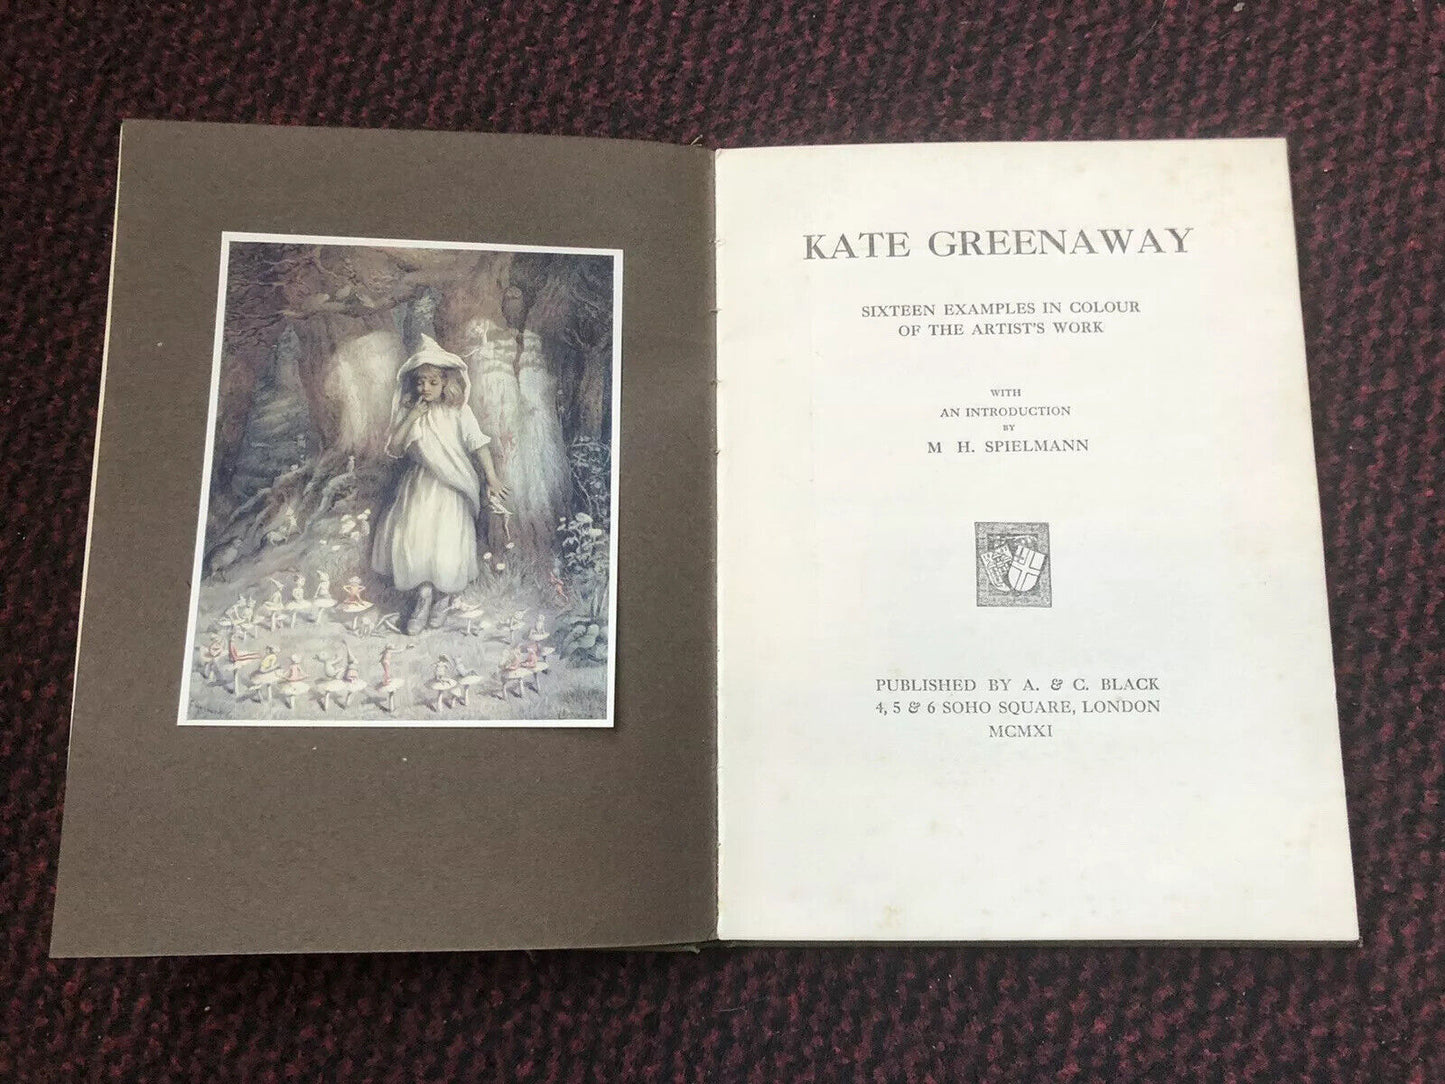 KATE GREENAWAY
SIXTEEN EXAMPLES IN COLOUR
OF THE ARTIST'S WORK
WITH
AN INTRODUCTION
BY
M H. SPIELMANN
PUBLISHED BY A. & C. BLACK
4, 5 & 6 SOHO SQUARE, LONDON
MCMXI